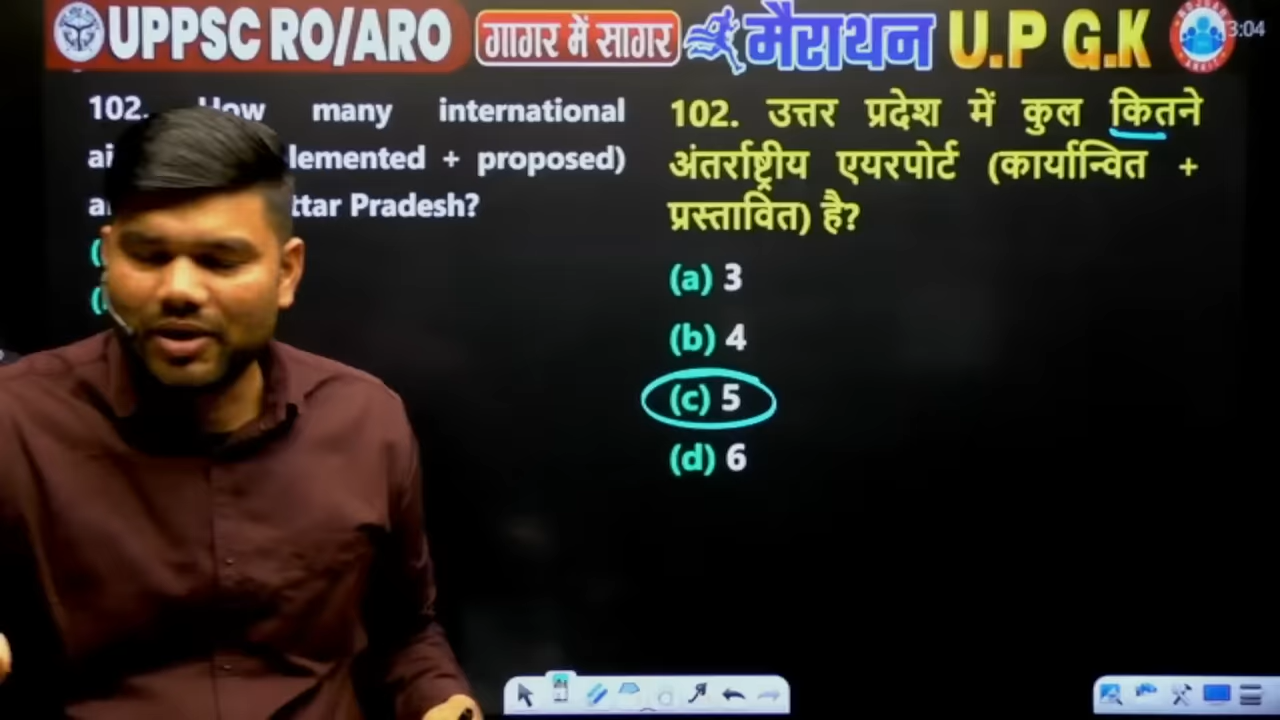 UPPSC RO/ARO गागर में सागर मैराथन U.P G.K 3:04
102. How many international
lemented + proposed)
ttar Pradesh?
102. उत्तर प्रदेश में कुल कितने
अंतर्राष्ट्रीय एयरपोर्ट (कार्यान्वित +
प्रस्तावित) है?
(a) 3
(b) 4
(c) 5
(d) 6